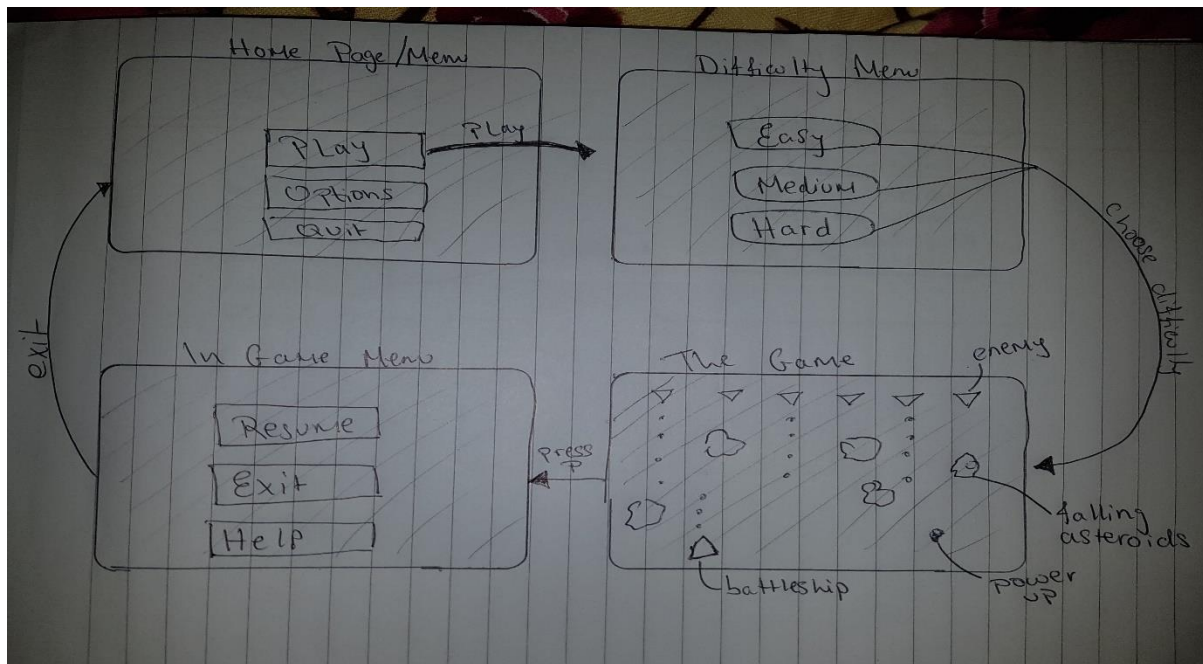 Home Page/Menu
Play
Options
Quit
Play
Difficulty Menu
Easy
Medium
Hard
choose difficulty
The Game
enemy
falling
asteroids
power
up
battleship
press
P
In Game Menu
Resume
Exit
Help
exit